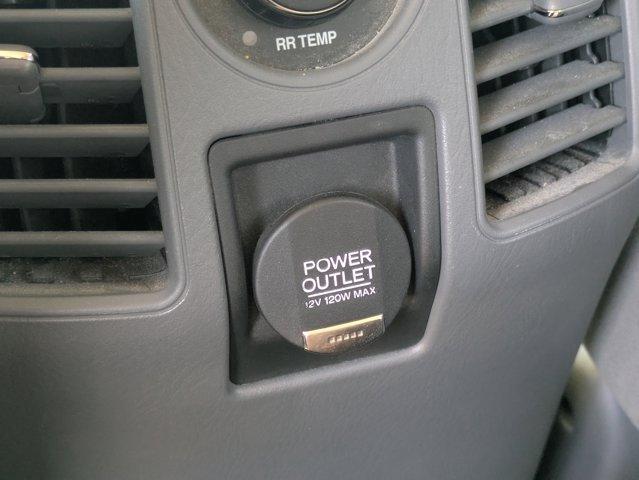 RR TEMP
POWER
OUTLET
12V 120W MAX